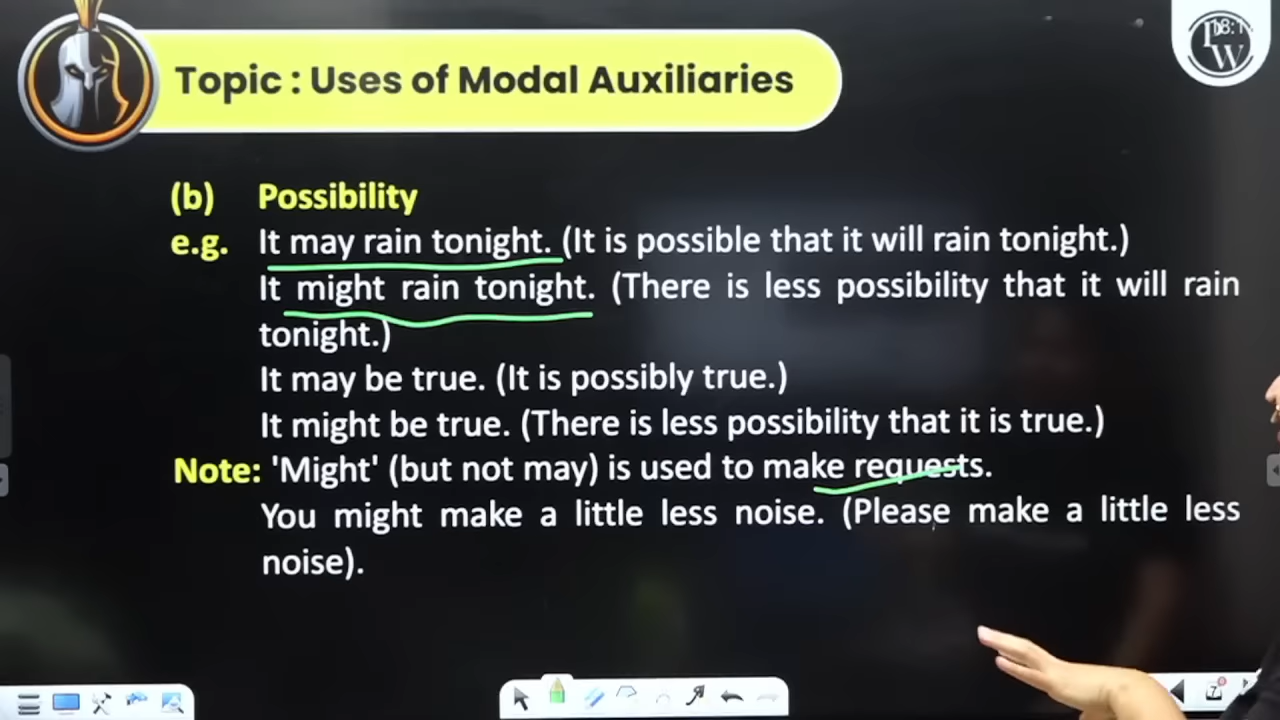 Topic : Uses of Modal Auxiliaries
(b) Possibility
e.g. It may rain tonight. (It is possible that it will rain tonight.)
It might rain tonight. (There is less possibility that it will rain
tonight.)
It may be true. (It is possibly true.)
It might be true. (There is less possibility that it is true.)
Note: 'Might' (but not may) is used to make requests.
You might make a little less noise. (Please make a little less
noise).